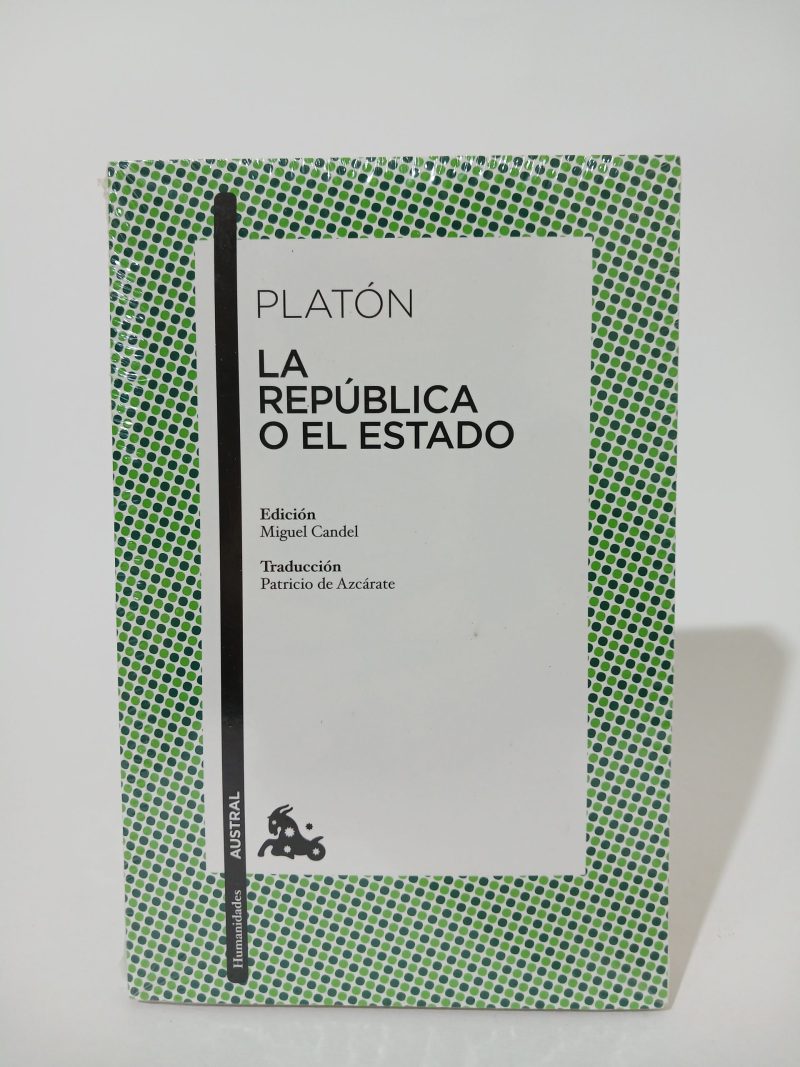 PLATÓN
LA
REPÚBLICA
O EL ESTADO
Edición
Miguel Candel
Traducción
Patricio de Azcárate
AUSTRAL
Humanidades